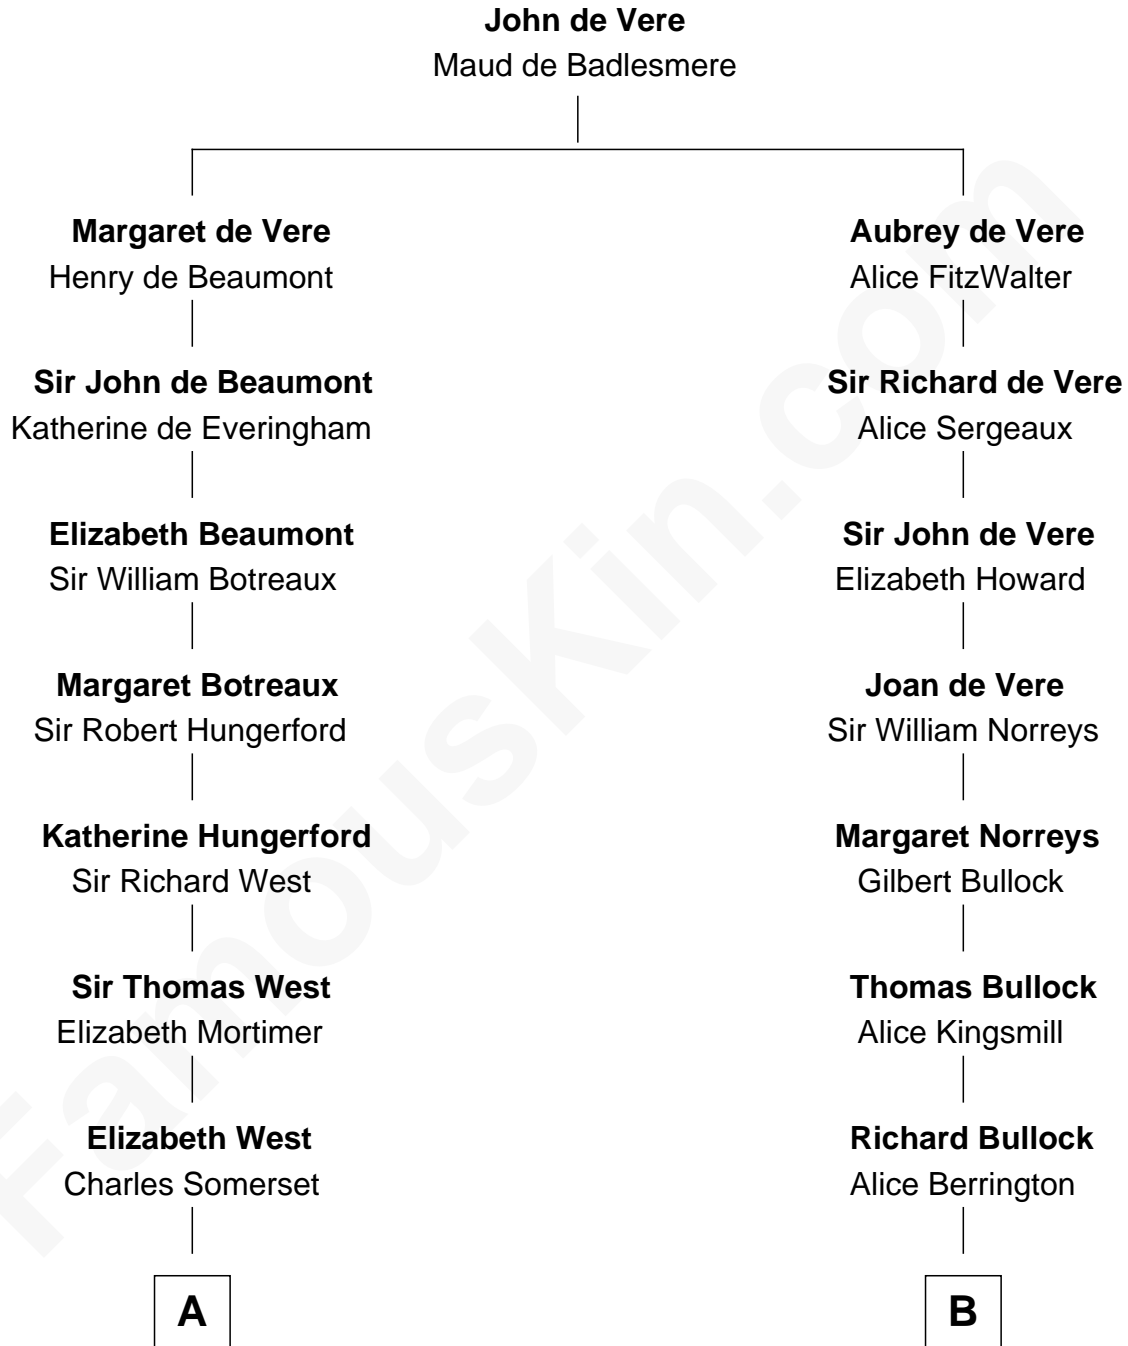 John de Vere
Maud de Badlesmere
Margaret de Vere
Henry de Beaumont
Sir John de Beaumont
Katherine de Everingham
Elizabeth Beaumont
Sir William Botreaux
Margaret Botreaux
Sir Robert Hungerford
Katherine Hungerford
Sir Richard West
Sir Thomas West
Elizabeth Mortimer
Elizabeth West
Charles Somerset
A
Aubrey de Vere
Alice FitzWalter
Sir Richard de Vere
Alice Sergeaux
Sir John de Vere
Elizabeth Howard
Joan de Vere
Sir William Norreys
Margaret Norreys
Gilbert Bullock
Thomas Bullock
Alice Kingsmill
Richard Bullock
Alice Berrington
B
FamousKin.com